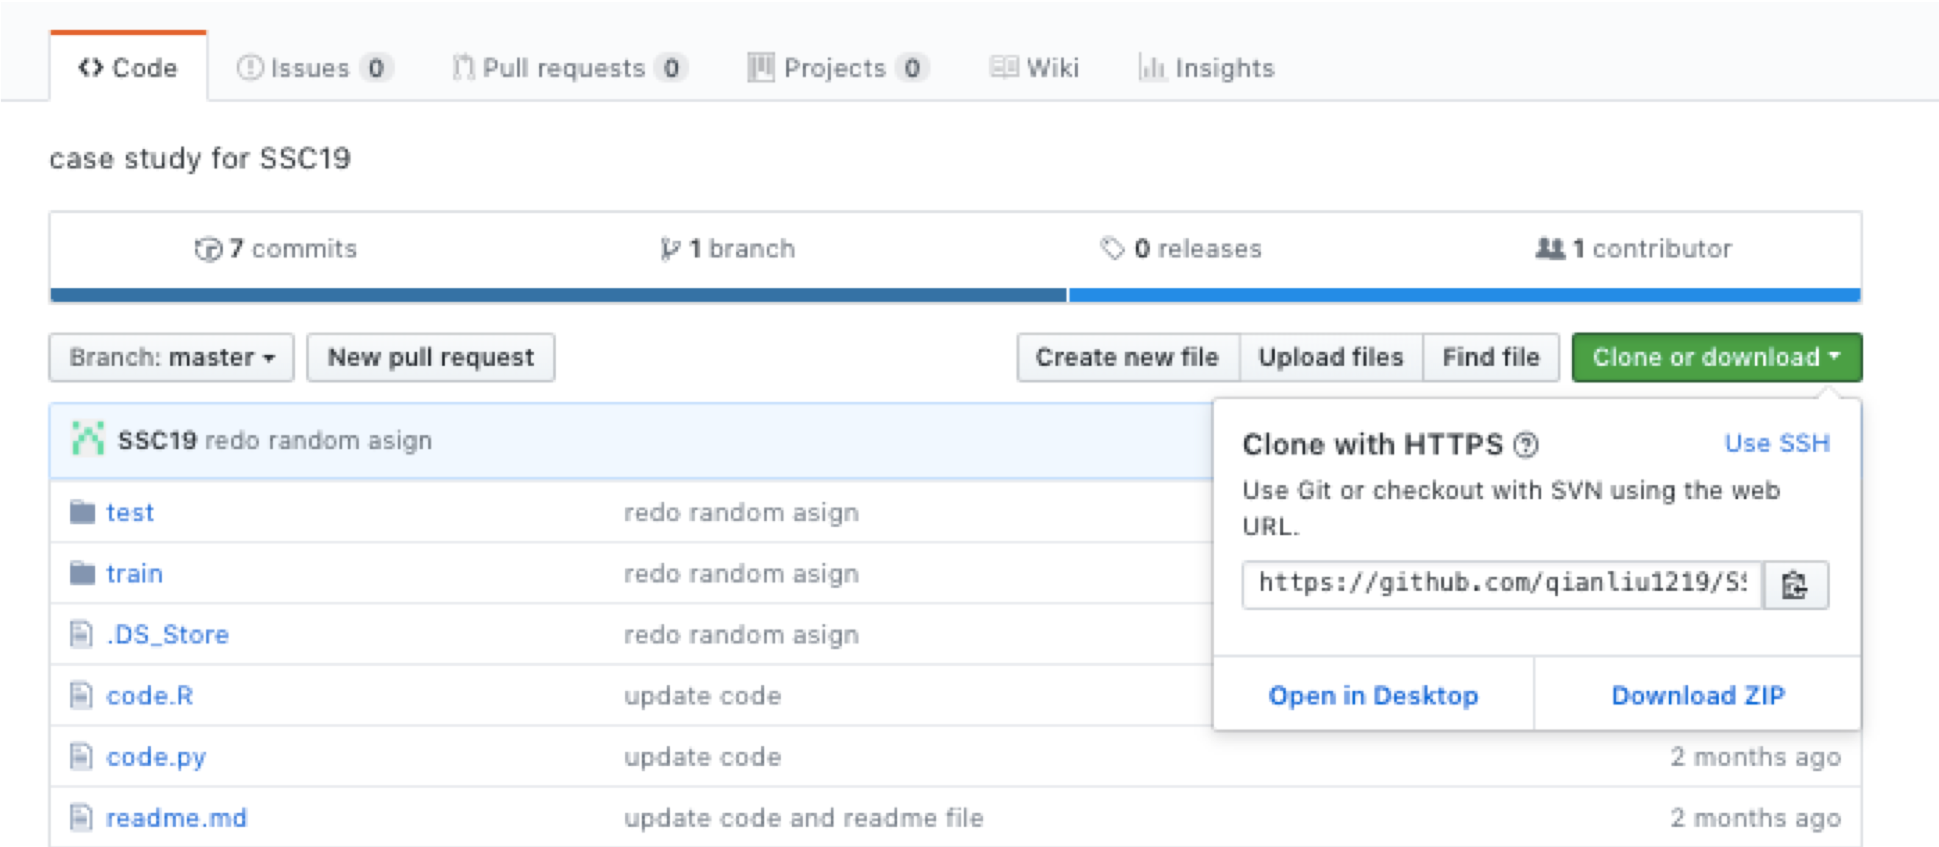 Code Issues 0 Pull requests 0 Projects 0 Wiki Insights
case study for SSC19
7 commits 1 branch 0 releases 1 contributor
Branch: master New pull request Create new file Upload files Find file Clone or download
SSC19 redo random asign
Clone with HTTPS Use SSH
Use Git or checkout with SVN using the web
URL.
https://github.com/qianliu1219/
Open in Desktop Download ZIP
test redo random asign
train redo random asign
.DS_Store redo random asign
code.R update code
code.py update code 2 months ago
readme.md update code and readme file 2 months ago